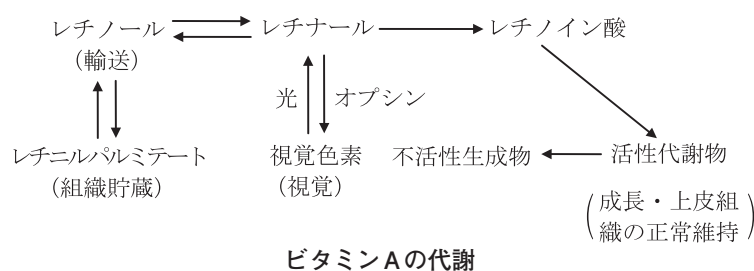 レチノール レチナール レチノイン酸
(輸送)
光 オプシン
レチニルパルミテート 視覚色素 不活性生成物 活性代謝物
(組織貯蔵) (視覚)
(成長・上皮組
織の正常維持)
ビタミンAの代謝